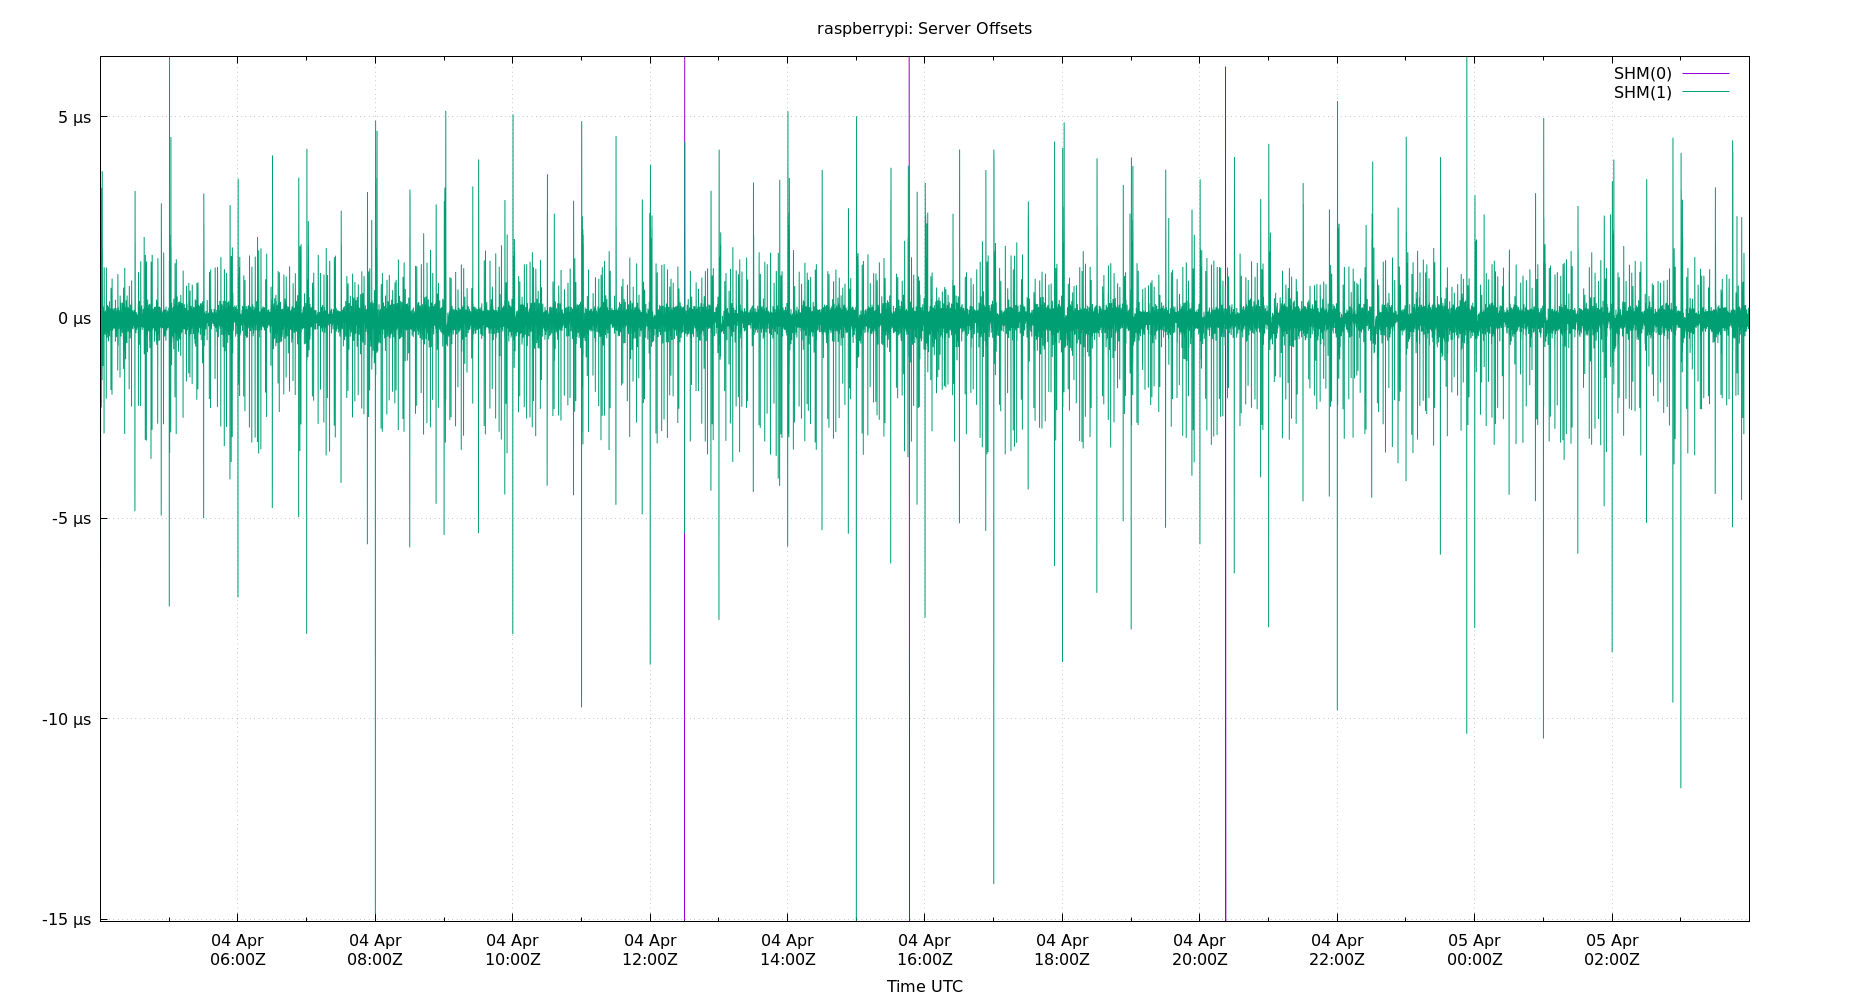 raspberrypi: Server Offsets
SHM(0)
SHM(1)
5 µs
0 µs
-5 µs
-10 µs
-15 µs
04 Apr 04 Apr 04 Apr 04 Apr 04 Apr 04 Apr 04 Apr 04 Apr 04 Apr 05 Apr 05 Apr
06:00Z 08:00Z 10:00Z 12:00Z 14:00Z 16:00Z 18:00Z 20:00Z 22:00Z 00:00Z 02:00Z
Time UTC